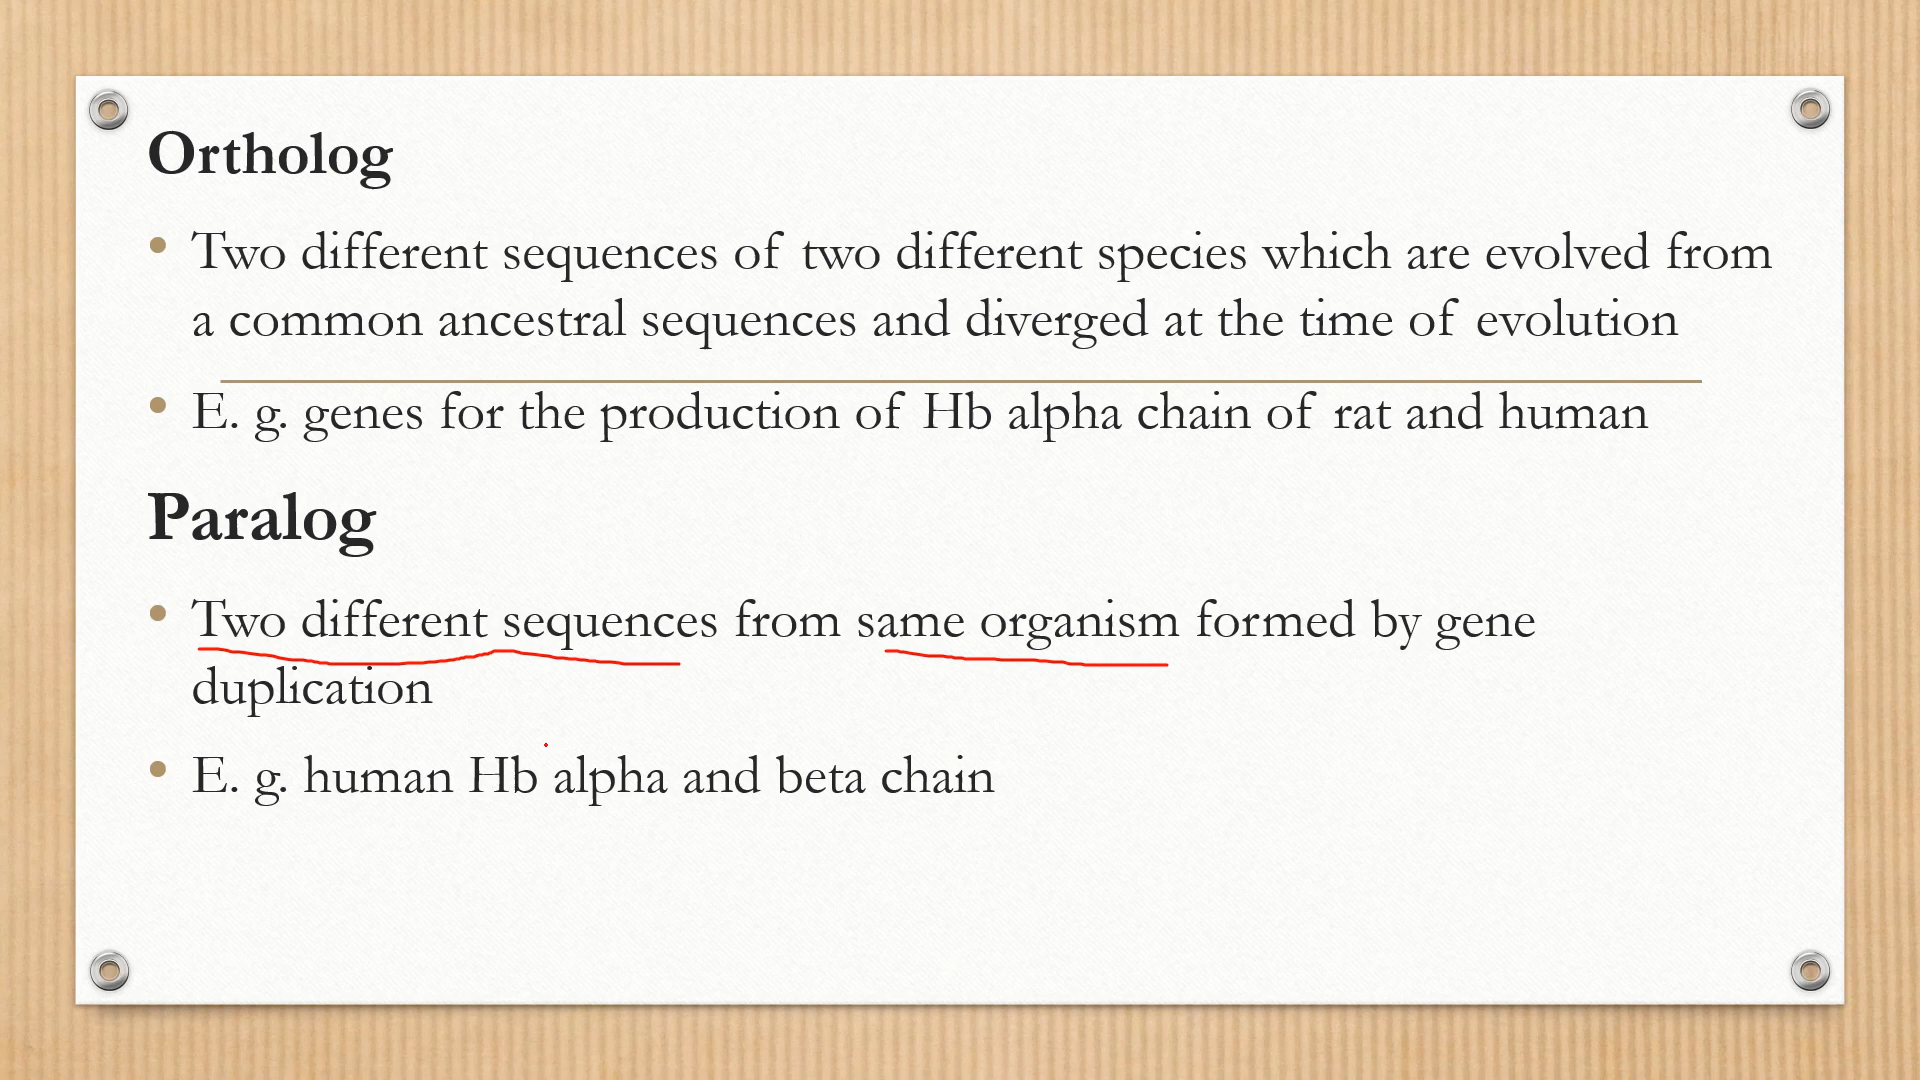 Ortholog
Two different sequences of two different species which are evolved from
a common ancestral sequences and diverged at the time of evolution
E. g. genes for the production of Hb alpha chain of rat and human
Paralog
Two different sequences from same organism formed by gene
duplication
E. g. human Hb alpha and beta chain